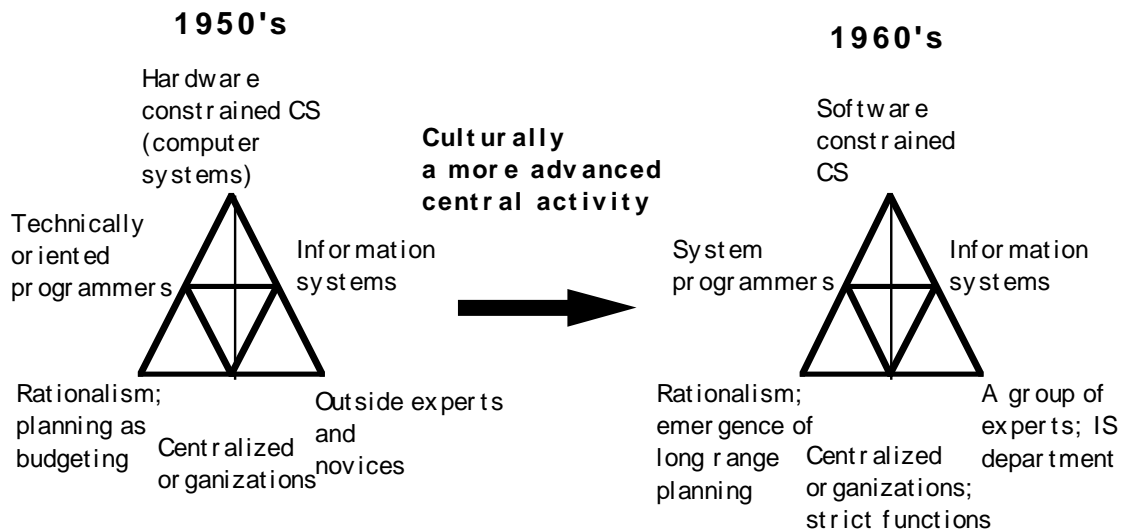 1950's
Hardware
constrained CS
(computer
systems)
Technically
oriented
programmers
Information
systems
Rationalism;
planning as
budgeting
Centralized
organizations
Outside experts
and
novices
Culturally
a more advanced
central activity
1960's
Software
constrained
CS
System
programmers
Information
systems
Rationalism;
emergence of
long range
planning
Centralized
organizations;
strict functions
A group of
experts; IS
department